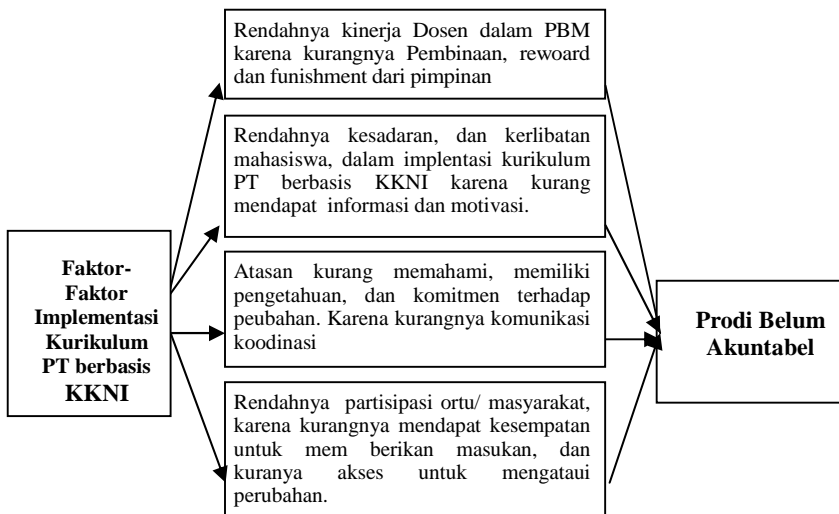 Rendahnya kinerja Dosen dalam PBM
karena kurangnya Pembinaan, rewoard
dan funishment dari pimpinan
Rendahnya kesadaran, dan kerlibatan
mahasiswa, dalam implentasi kurikulum
PT berbasis KKNI karena kurang
mendapat informasi dan motivasi.
Faktor-
Faktor
Implementasi
Kurikulum
PT berbasis
KKNI
Atasan kurang memahami, memiliki
pengetahuan, dan komitmen terhadap
peubahan. Karena kurangnya komunikasi
koodinasi
Prodi Belum
Akuntabel
Rendahnya partisipasi ortu/ masyarakat,
karena kurangnya mendapat kesempatan
untuk mem berikan masukan, dan
kuranya akses untuk mengataui
perubahan.